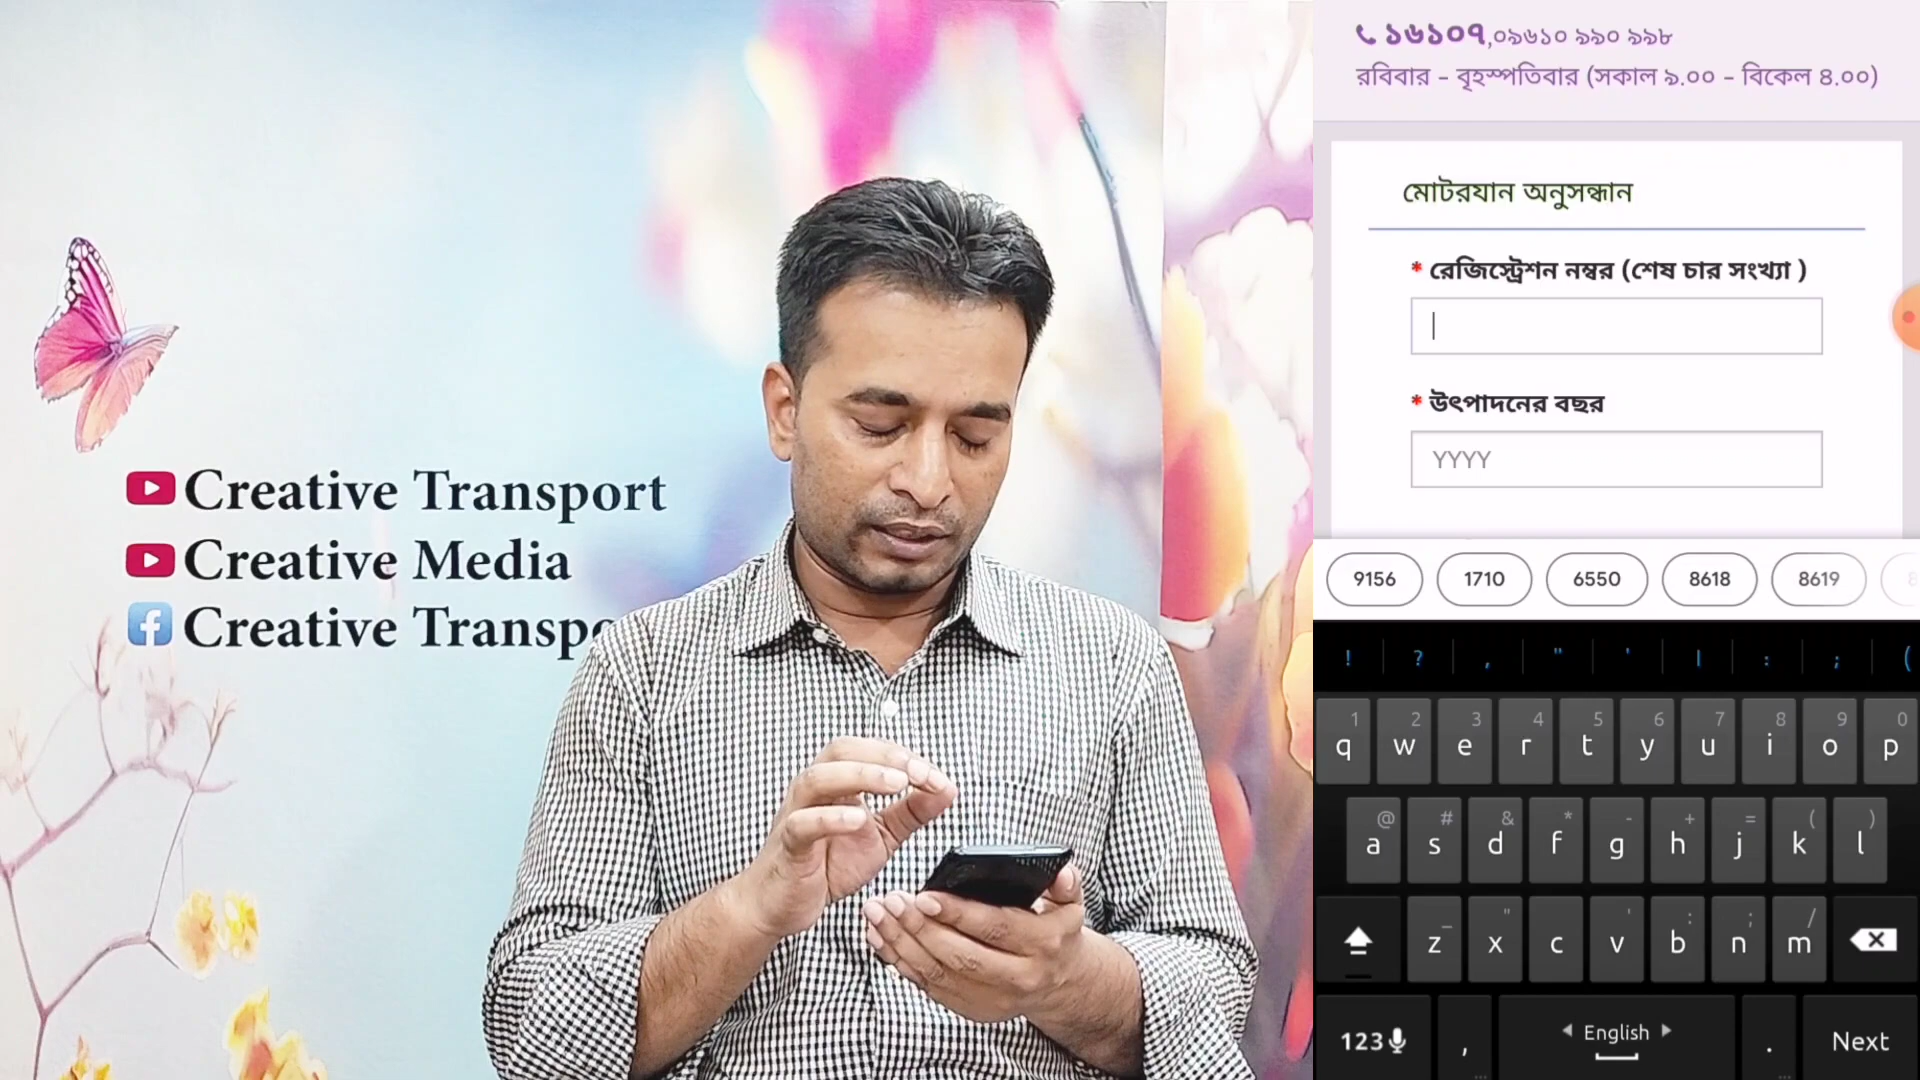 Creative Transport
Creative Media
Creative Transpo
১৬১০৭,০৯৬১০ ৯৯০ ৯৯৮
রবিবার - বৃহস্পতিবার (সকাল ৯.০০ - বিকেল ৪.০০)
মোটরযান অনুসন্ধান
* রেজিস্ট্রেশন নম্বর (শেষ চার সংখ্যা )
* উৎপাদনের বছর
YYYY
9156 1710 6550 8618 8619
! ? , " ' | : ; (
1 2 3 4 5 6 7 8 9 0
q w e r t y u i o p
@ # & * - + = ( )
a s d f g h j k l
_ " ' : ; /
z x c v b n m
123 , English . Next